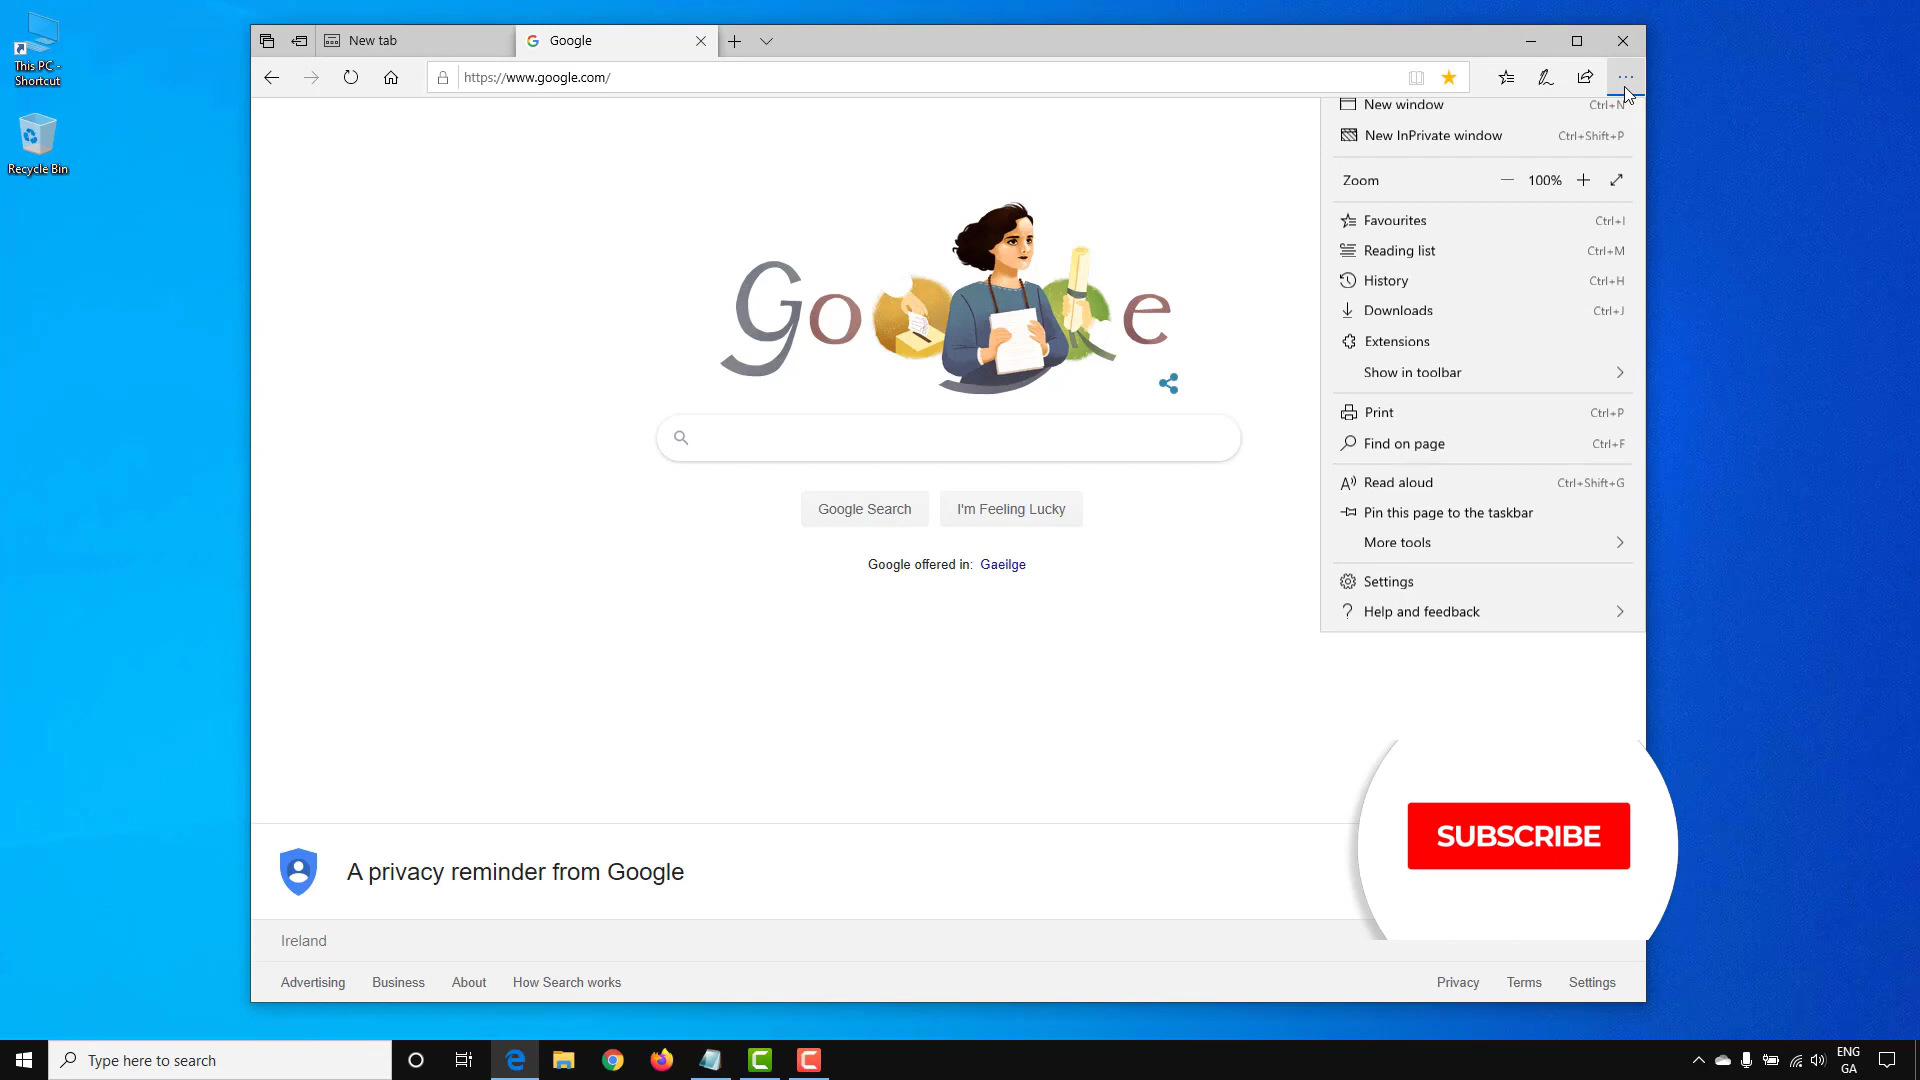 This PC -
Shortcut
Recycle Bin
New tab
Google
https://www.google.com/
New window Ctrl+N
New InPrivate window Ctrl+Shift+P
Zoom 100%
Favourites Ctrl+I
Reading list Ctrl+M
History Ctrl+H
Downloads Ctrl+J
Extensions
Show in toolbar
Print Ctrl+P
Find on page Ctrl+F
Read aloud Ctrl+Shift+G
Pin this page to the taskbar
More tools
Settings
Help and feedback
Google
Google Search
I'm Feeling Lucky
Google offered in: Gaeilge
A privacy reminder from Google
SUBSCRIBE
Ireland
Advertising Business About How Search works Privacy Terms Settings
Type here to search
ENG
GA